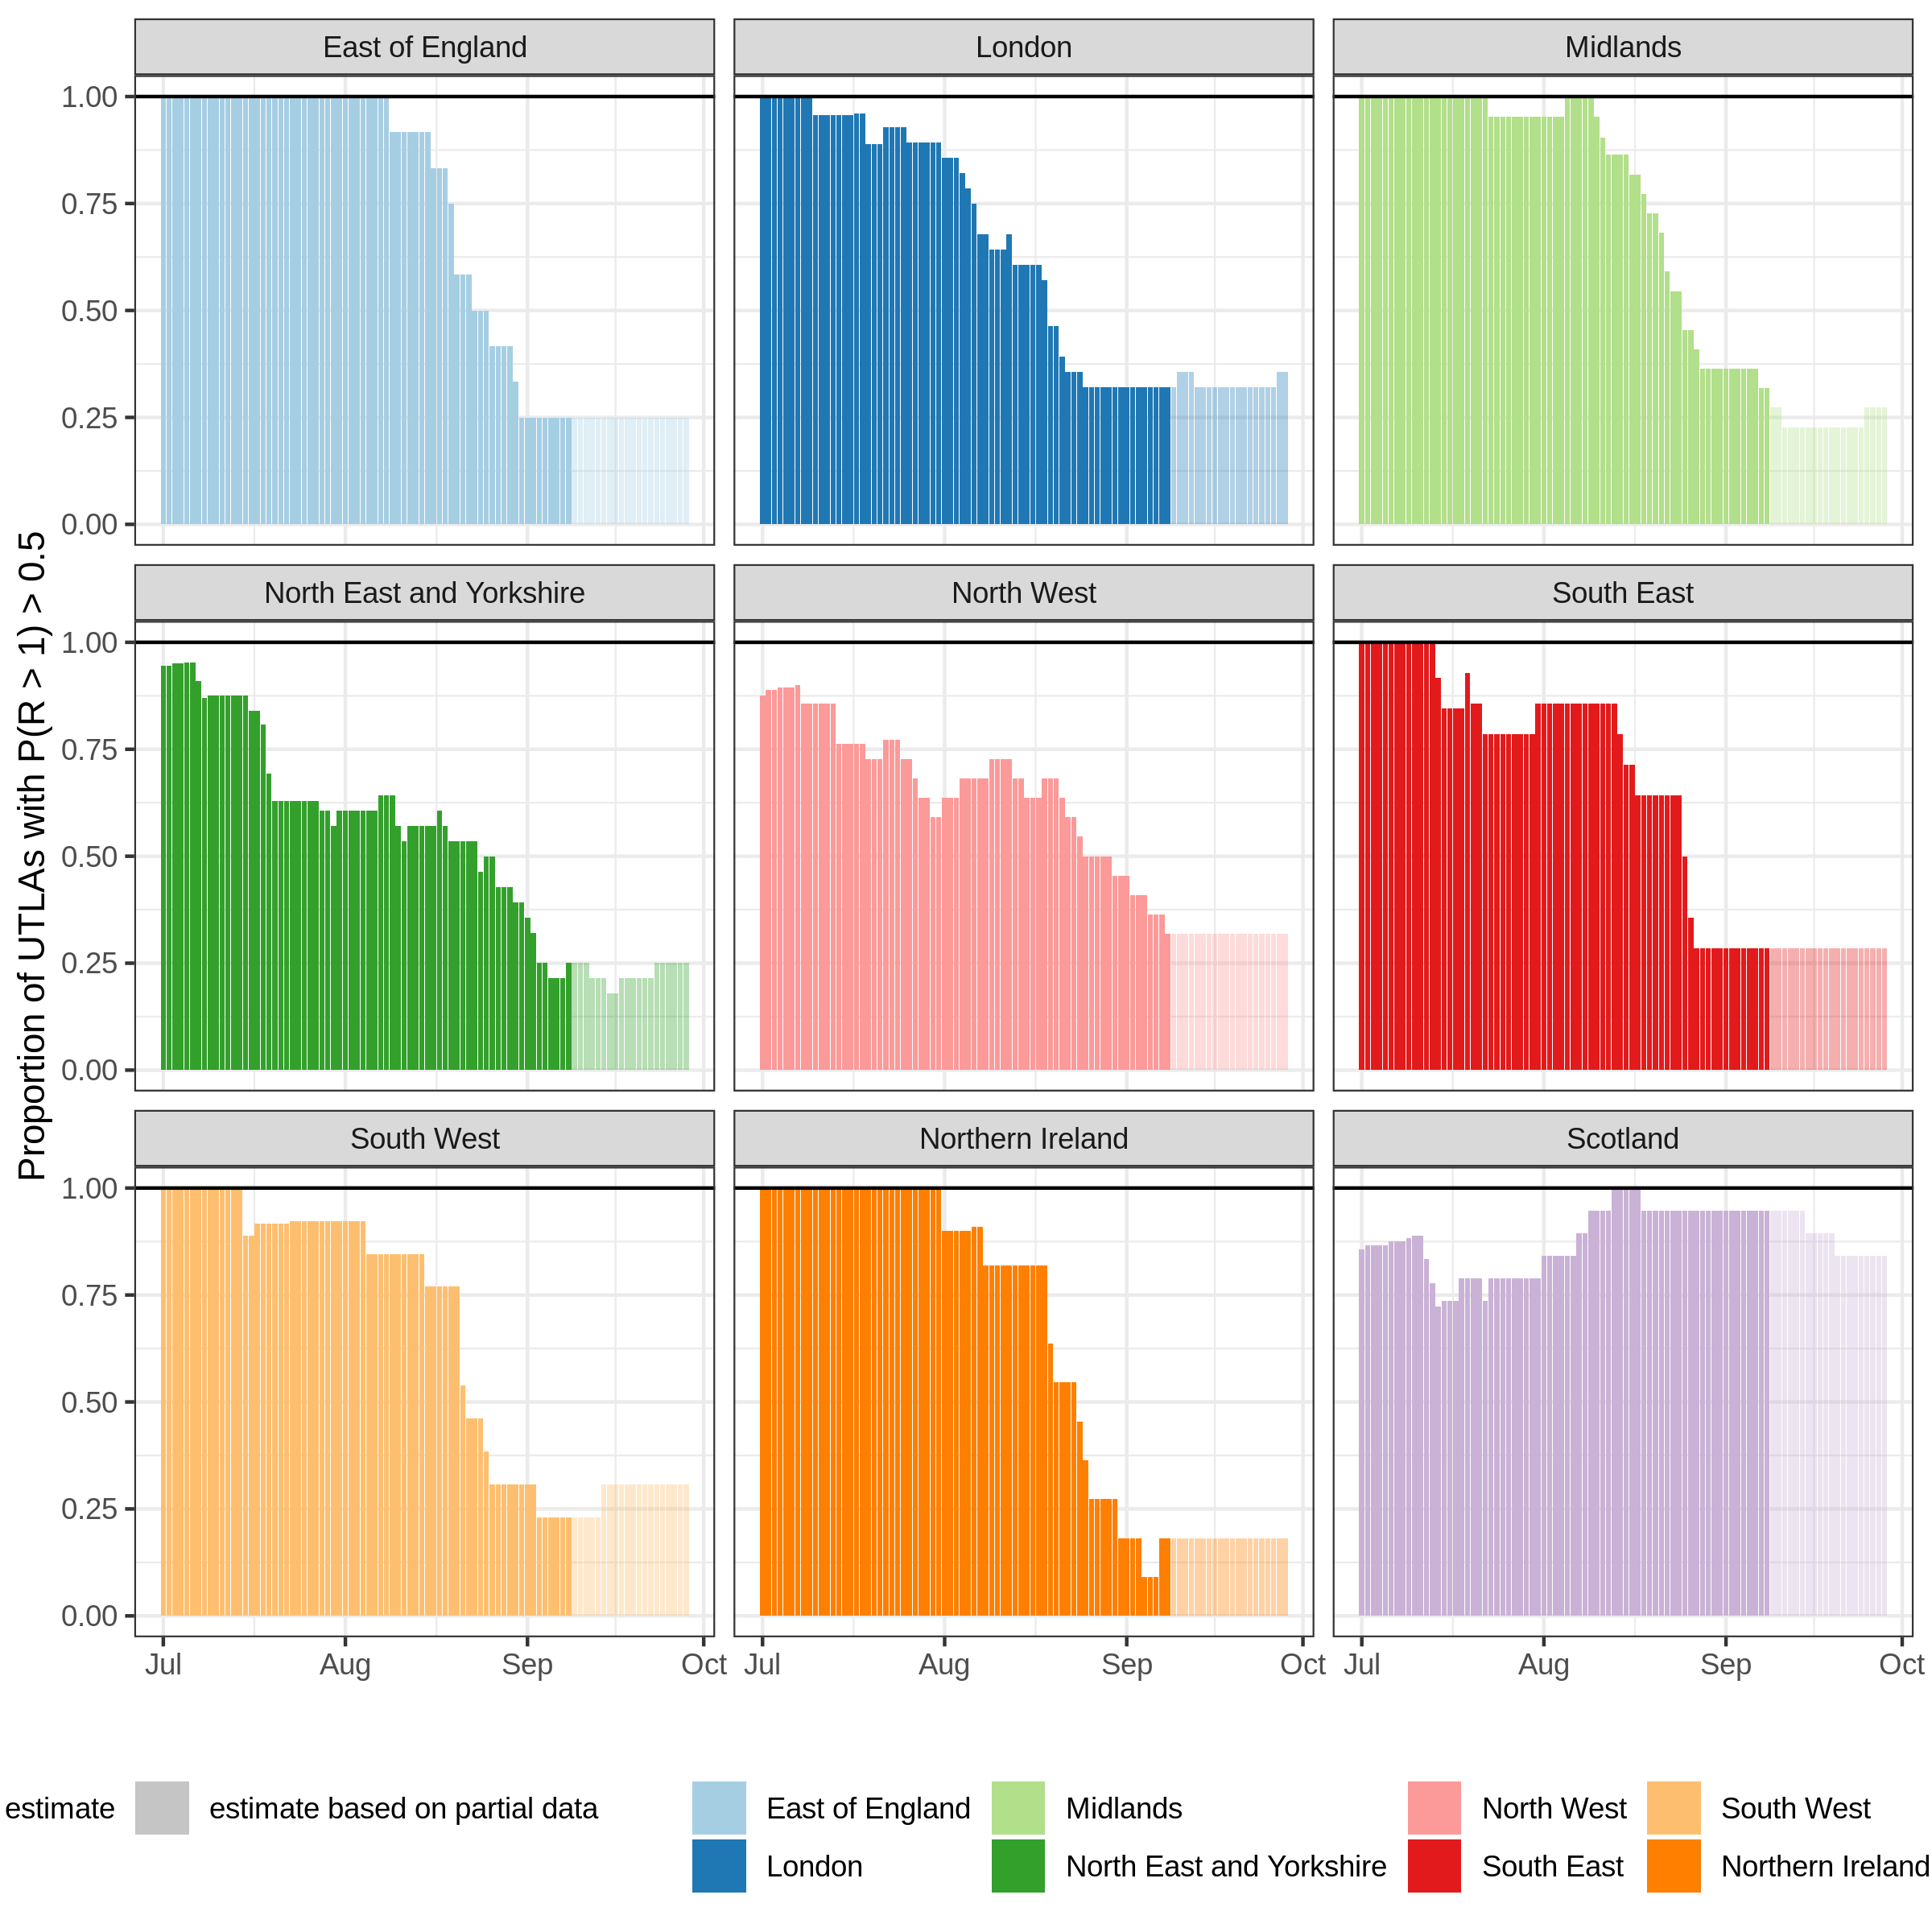 East of England
London
Midlands
1.00
0.75
0.50
0.25
0.00
North East and Yorkshire
North West
South East
1.00
0.75
0.50
0.25
0.00
South West
Northern Ireland
Scotland
1.00
0.75
0.50
0.25
0.00
Proportion of UTLAs with P(R > 1) > 0.5
Jul Aug Sep Oct
Jul Aug Sep Oct
Jul Aug Sep Oct
estimate
estimate based on partial data
East of England
Midlands
North West
South West
London
North East and Yorkshire
South East
Northern Ireland